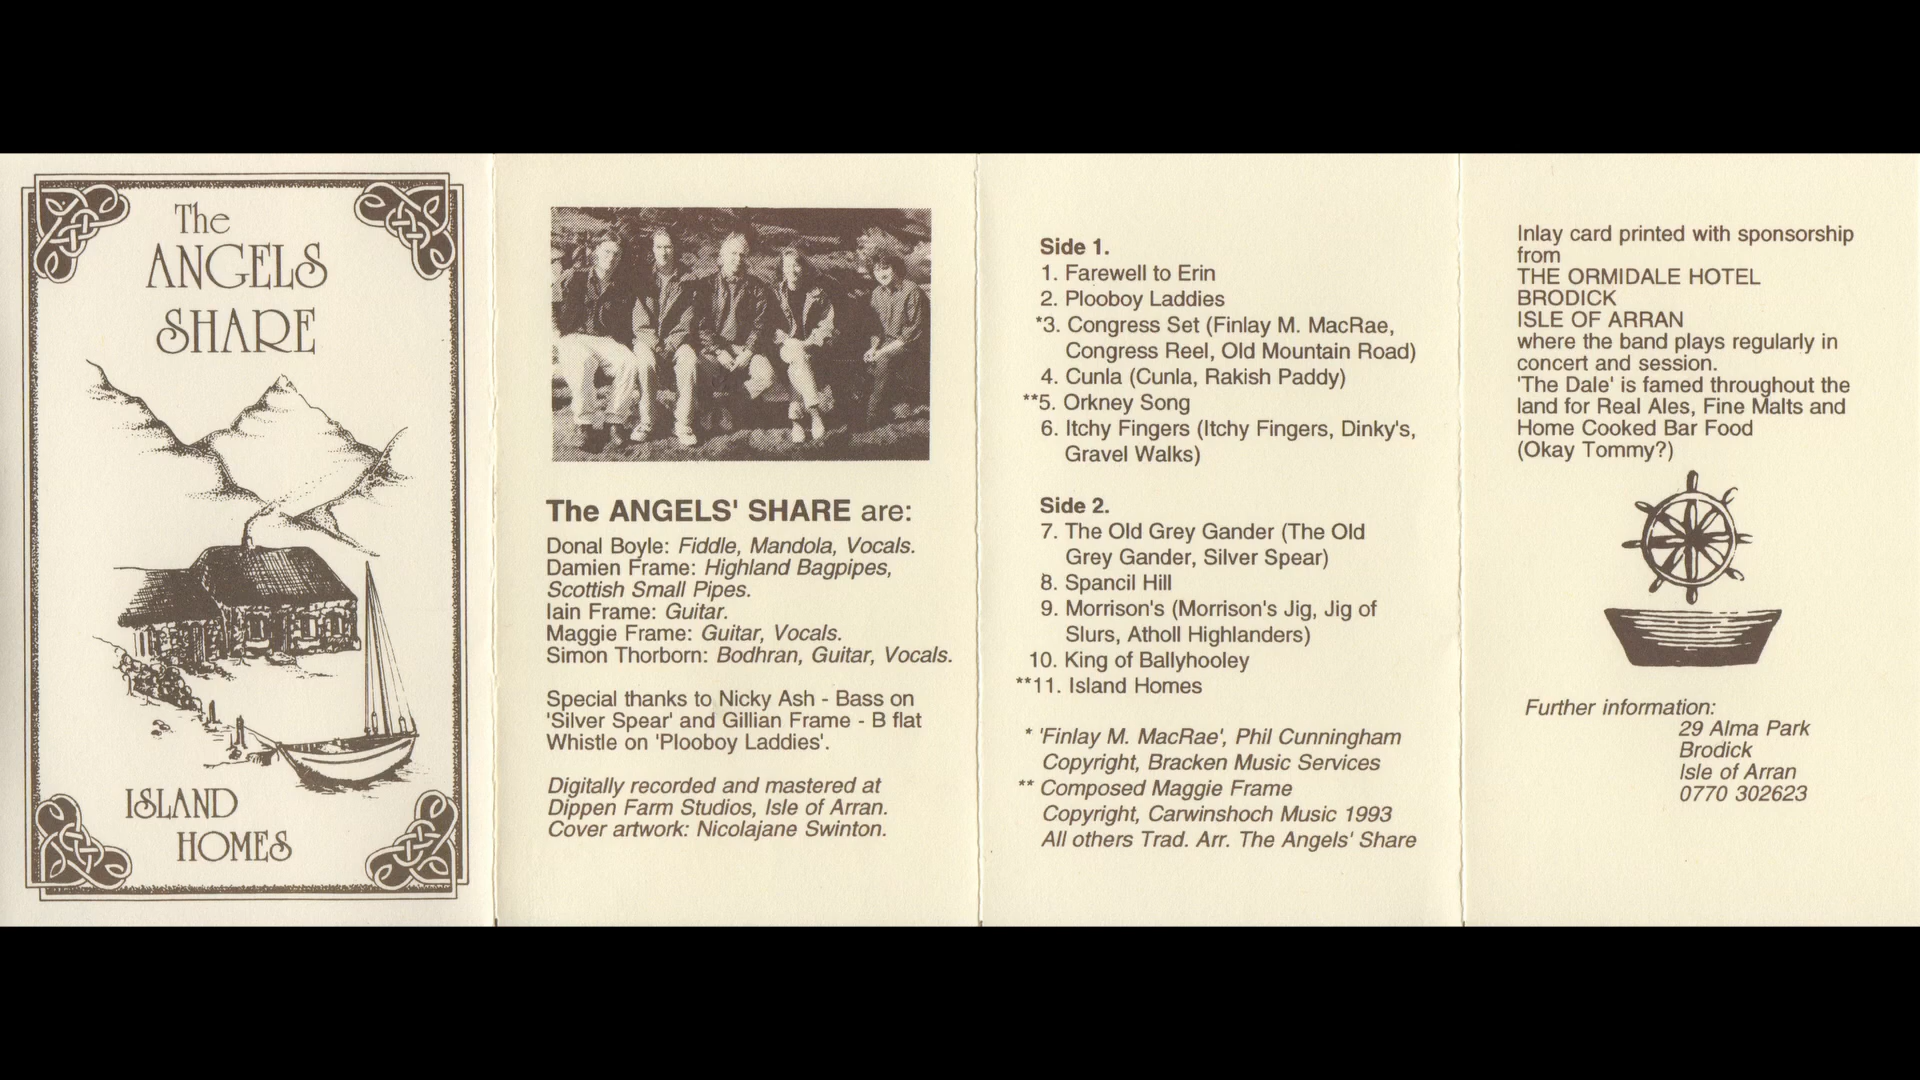 The
ANGELS
SHARE
ISLAND
HOMES
The ANGELS' SHARE are:
Donal Boyle: Fiddle, Mandola, Vocals.
Damien Frame: Highland Bagpipes,
Scottish Small Pipes.
Iain Frame: Guitar.
Maggie Frame: Guitar, Vocals.
Simon Thorborn: Bodhran, Guitar, Vocals.
Special thanks to Nicky Ash - Bass on
'Silver Spear' and Gillian Frame - B flat
Whistle on 'Plooboy Laddies'.
Digitally recorded and mastered at
Dippen Farm Studios, Isle of Arran.
Cover artwork: Nicolajane Swinton.
Side 1.
1. Farewell to Erin
2. Plooboy Laddies
*3. Congress Set (Finlay M. MacRae,
Congress Reel, Old Mountain Road)
4. Cunla (Cunla, Rakish Paddy)
**5. Orkney Song
6. Itchy Fingers (Itchy Fingers, Dinky's,
Gravel Walks)
Side 2.
7. The Old Grey Gander (The Old
Grey Gander, Silver Spear)
8. Spancil Hill
9. Morrison's (Morrison's Jig, Jig of
Slurs, Atholl Highlanders)
10. King of Ballyhooley
**11. Island Homes
* 'Finlay M. MacRae', Phil Cunningham
Copyright, Bracken Music Services
** Composed Maggie Frame
Copyright, Carwinshoch Music 1993
All others Trad. Arr. The Angels' Share
Inlay card printed with sponsorship
from
THE ORMIDALE HOTEL
BRODICK
ISLE OF ARRAN
where the band plays regularly in
concert and session.
'The Dale' is famed throughout the
land for Real Ales, Fine Malts and
Home Cooked Bar Food
(Okay Tommy?)
Further information:
29 Alma Park
Brodick
Isle of Arran
0770 302623